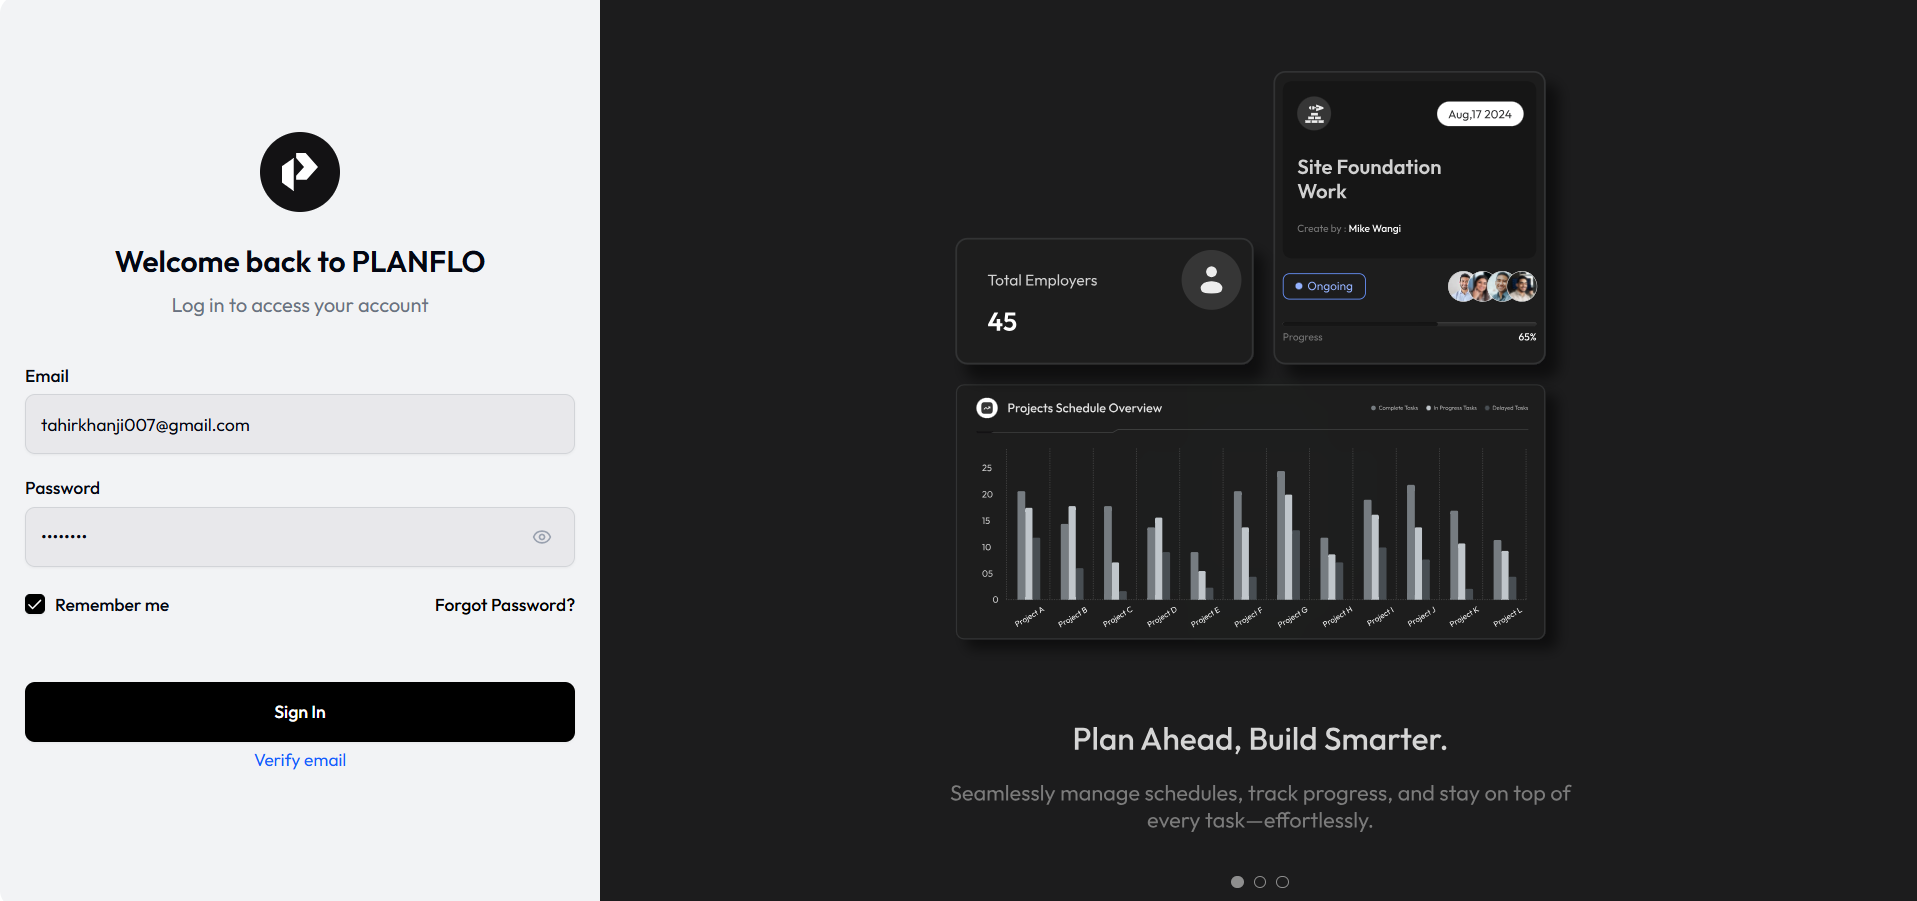 Welcome back to PLANFLO
Log in to access your account
Email
tahirkhanji007@gmail.com
Password
••••••••
Remember me
Forgot Password?
Sign In
Verify email
Aug,17 2024
Site Foundation
Work
Create by : Mike Wangi
Ongoing
Progress
65%
Total Employers
45
Projects Schedule Overview
Complete Tasks
In Progress Tasks
Delayed Tasks
25
20
15
10
05
0
Project A
Project B
Project C
Project D
Project E
Project F
Project G
Project H
Project I
Project J
Project K
Project L
Plan Ahead, Build Smarter.
Seamlessly manage schedules, track progress, and stay on top of
every task—effortlessly.